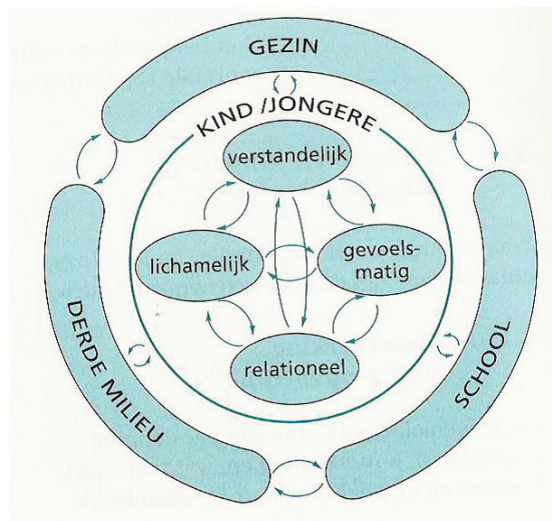 GEZIN
KIND /JONGERE
verstandelijk
lichamelijk
gevoels-
matig
relationeel
DERDE MILIEU
SCHOOL